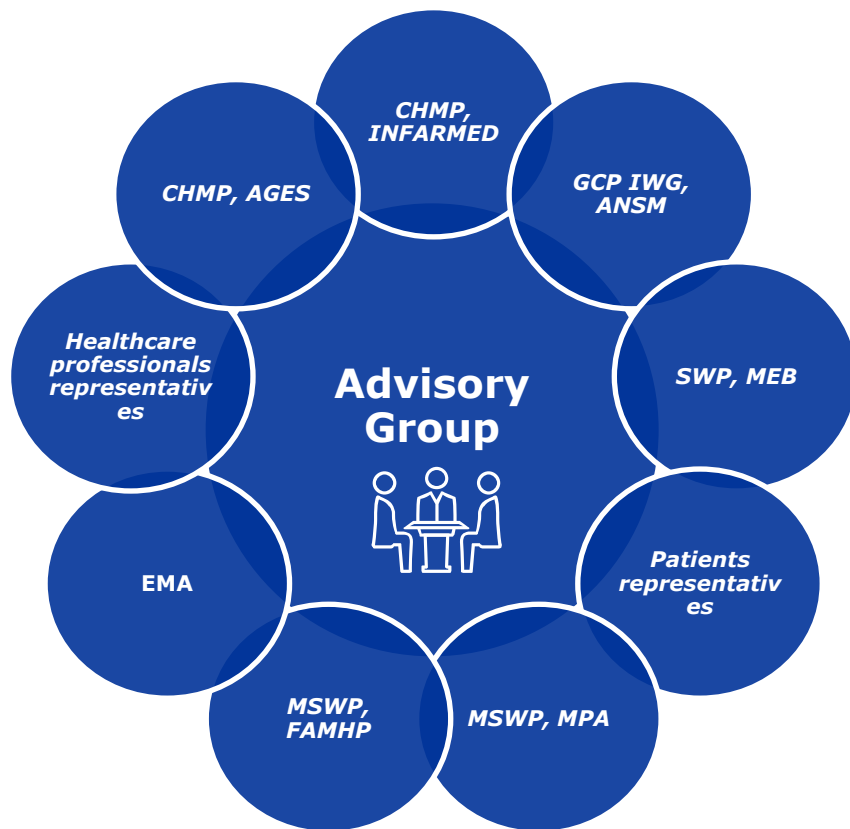 CHMP,
INFARMED
CHMP, AGES
GCP IWG,
ANSM
Healthcare
professionals
representativ
es
Advisory
Group
SWP, MEB
EMA
Patients
representativ
es
MSWP,
FAMHP
MSWP, MPA